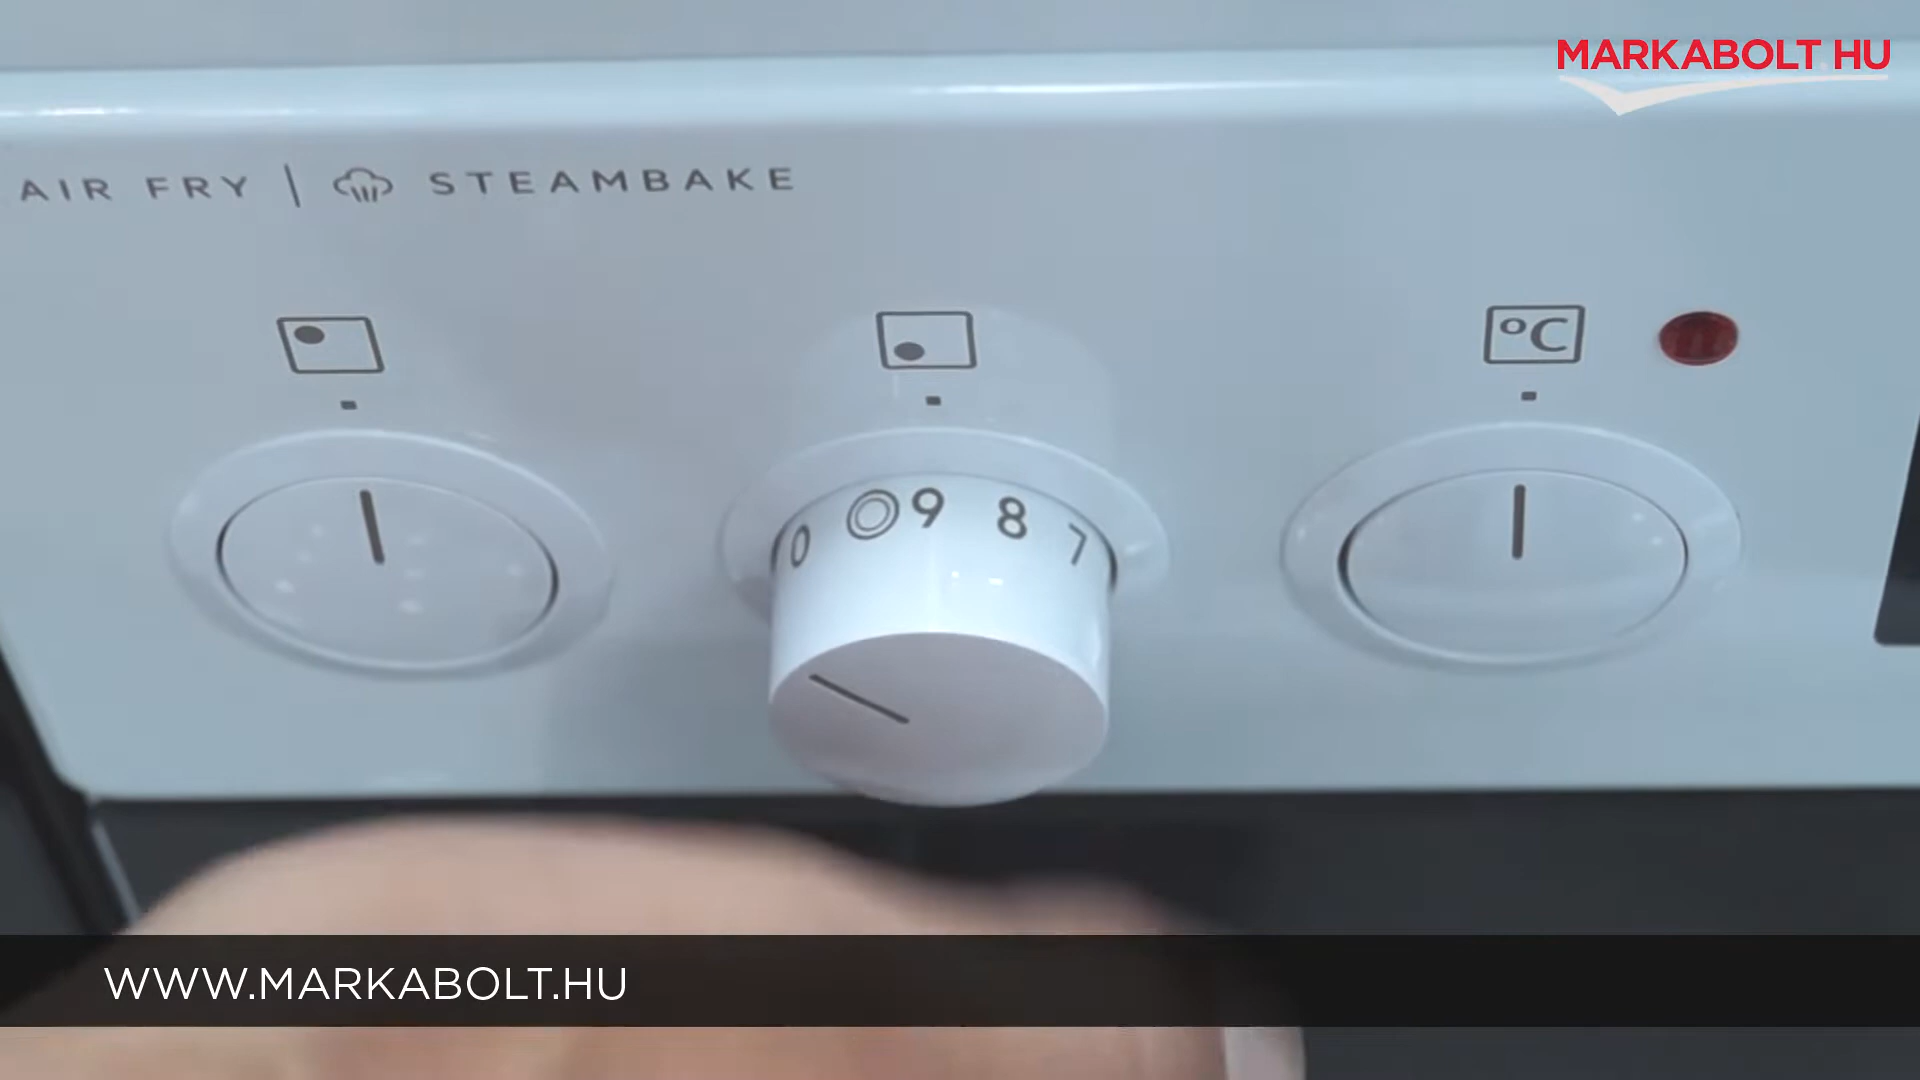 MARKABOLT.HU
AIR FRY | STEAMBAKE
°C
0 9 8 7
WWW.MARKABOLT.HU